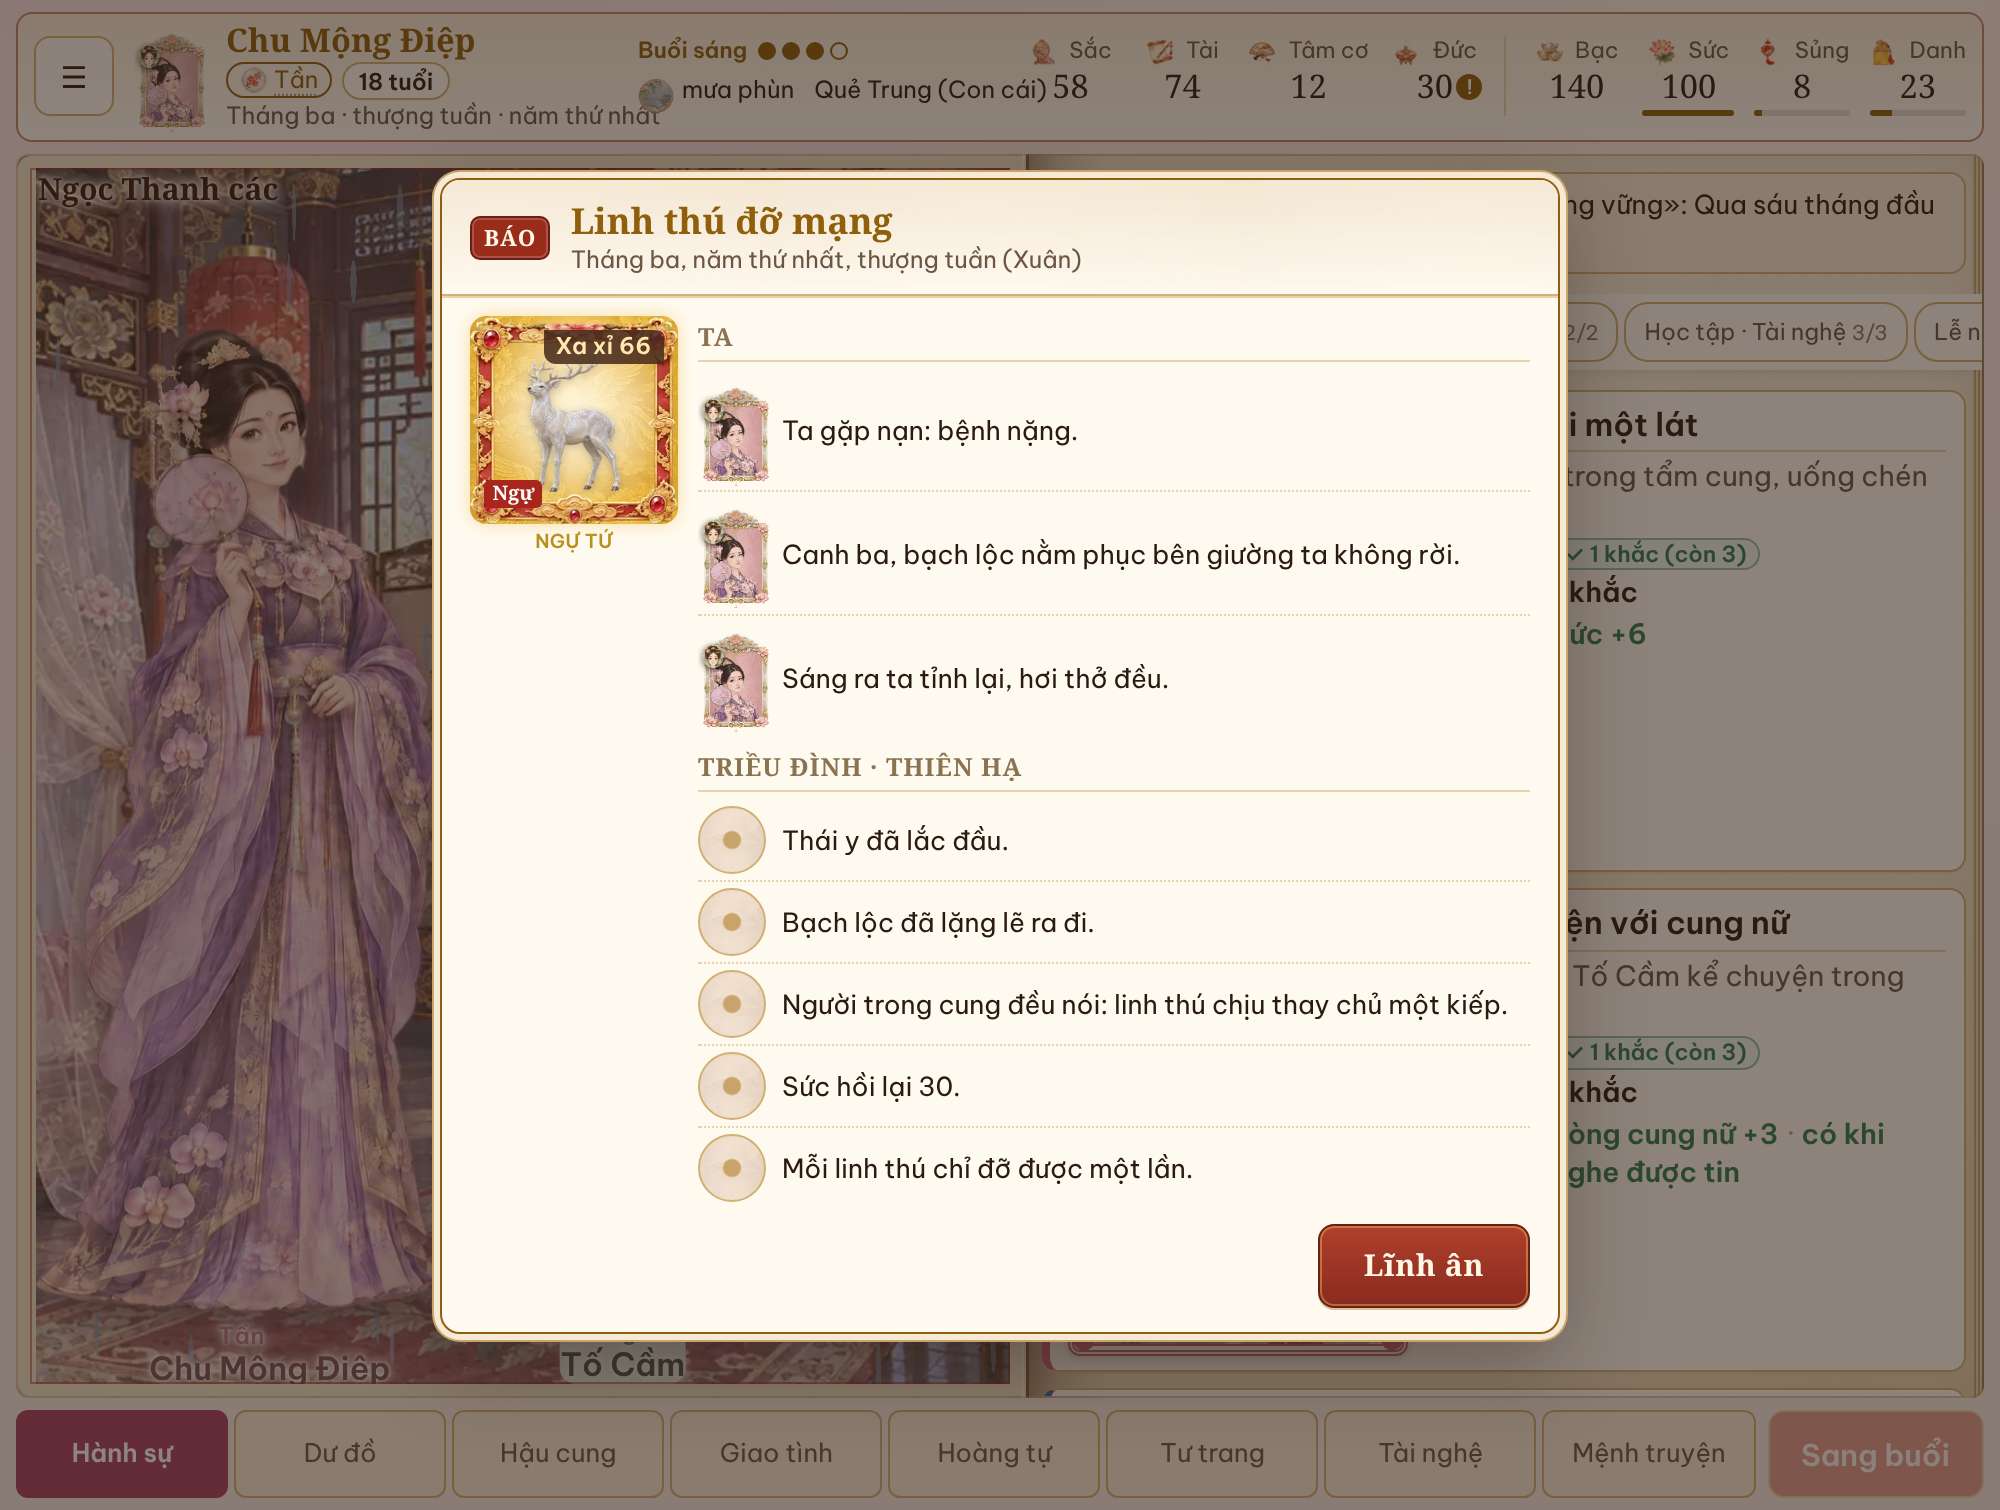 ☰
Chu Mộng Điệp
Tần
18 tuổi
Tháng ba · thượng tuần · năm thứ nhất
Buổi sáng
mưa phùn Quẻ Trung (Con cái)
Sắc 58
Tài 74
Tâm cơ 12
Đức 30 !
Bạc 140
Sức 100
Sủng 8
Danh 23
Ngọc Thanh các
BÁO
Linh thú đỡ mạng
Tháng ba, năm thứ nhất, thượng tuần (Xuân)
Xa xỉ 66
Ngự
NGỰ TỨ
TA
Ta gặp nạn: bệnh nặng.
Canh ba, bạch lộc nằm phục bên giường ta không rời.
Sáng ra ta tỉnh lại, hơi thở đều.
TRIỀU ĐÌNH · THIÊN HẠ
Thái y đã lắc đầu.
Bạch lộc đã lặng lẽ ra đi.
Người trong cung đều nói: linh thú chịu thay chủ một kiếp.
Sức hồi lại 30.
Mỗi linh thú chỉ đỡ được một lần.
Lĩnh ân
vững»: Qua sáu tháng đầu
2/2
Học tập · Tài nghệ 3/3
Lễ n
i một lát
trong tẩm cung, uống chén
1 khắc (còn 3)
khắc
ức +6
ện với cung nữ
Tố Cầm kể chuyện trong
1 khắc (còn 3)
khắc
òng cung nữ +3 · có khi
ghe được tin
Tần
Chu Mộng Điệp
Tố Cầm
Hành sự
Dư đồ
Hậu cung
Giao tình
Hoàng tự
Tư trang
Tài nghệ
Mệnh truyện
Sang buổi